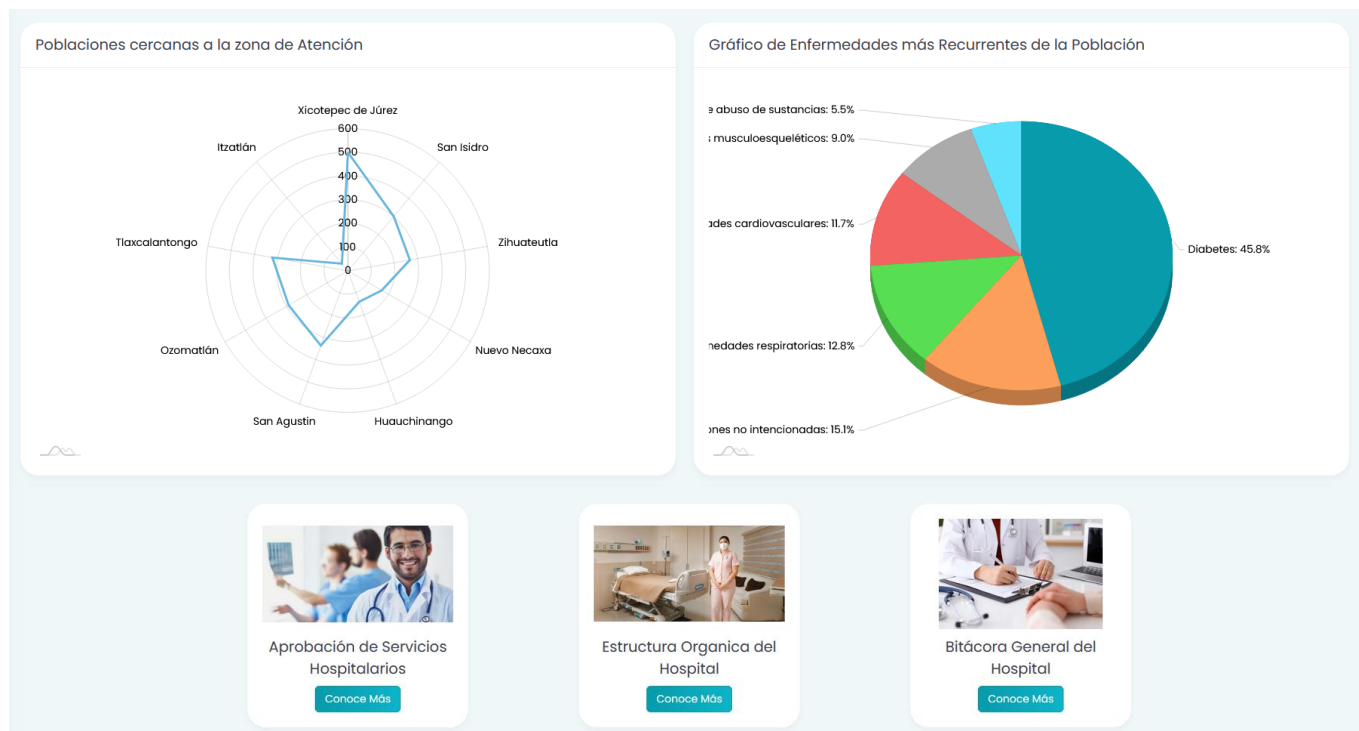 Poblaciones cercanas a la zona de Atención
Xicotepec de Júrez
600
500
400
300
200
100
0
San Isidro
Zihuateutla
Nuevo Necaxa
Huauchinango
San Agustin
Ozomatlán
Tlaxcalantongo
Itzatlán
Gráfico de Enfermedades más Recurrentes de la Población
e abuso de sustancias: 5.5%
musculoesqueléticos: 9.0%
ades cardiovasculares: 11.7%
medades respiratorias: 12.8%
ones no intencionadas: 15.1%
Diabetes: 45.8%
Aprobación de Servicios
Hospitalarios
Conoce Más
Estructura Organica del
Hospital
Conoce Más
Bitácora General del
Hospital
Conoce Más